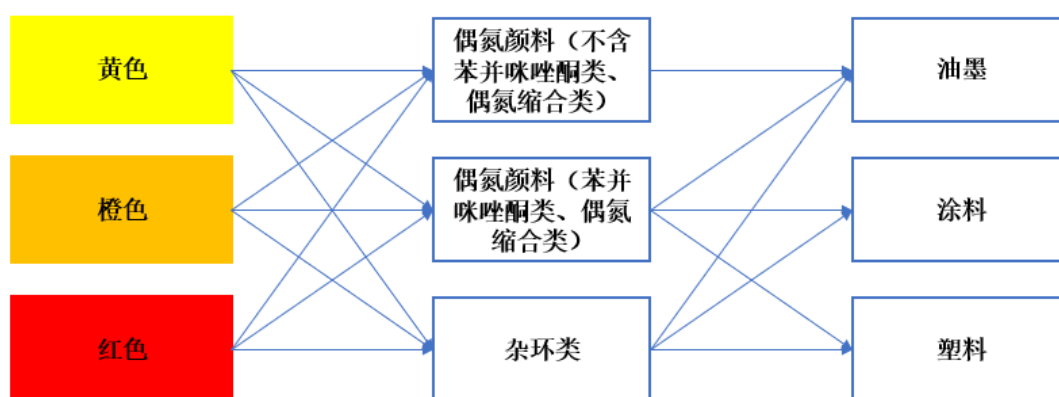 黄色
偶氮颜料（不含
苯并咪唑酮类、
偶氮缩合类）
油墨
橙色
偶氮颜料（苯并
咪唑酮类、偶氮
缩合类）
涂料
红色
杂环类
塑料